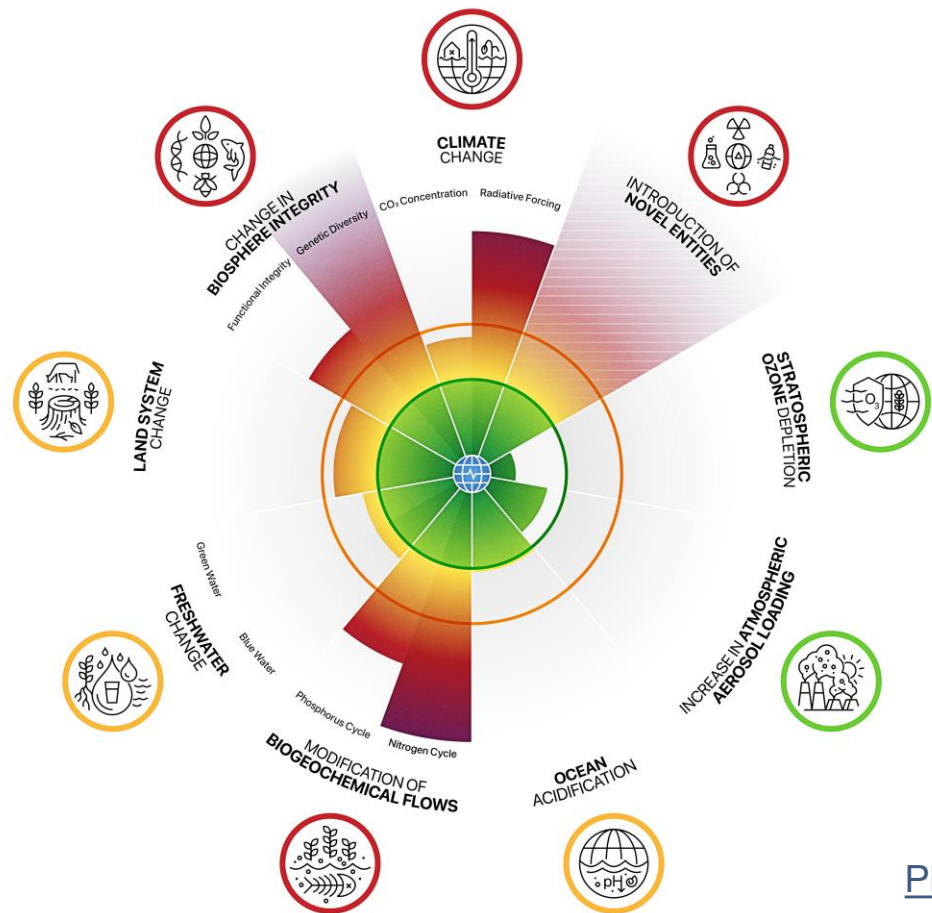 CLIMATE
CHANGE
CO₂ Concentration
Radiative Forcing
INTRODUCTION OF
NOVEL ENTITIES
STRATOSPHERIC
OZONE DEPLETION
O₃
INCREASE IN ATMOSPHERIC
AEROSOL LOADING
OCEAN
ACIDIFICATION
pH
MODIFICATION OF
BIOGEOCHEMICAL FLOWS
Phosphorus Cycle
Nitrogen Cycle
FRESHWATER
CHANGE
Green Water
Blue Water
LAND SYSTEM
CHANGE
CHANGE IN
BIOSPHERE INTEGRITY
Functional Integrity
Genetic Diversity